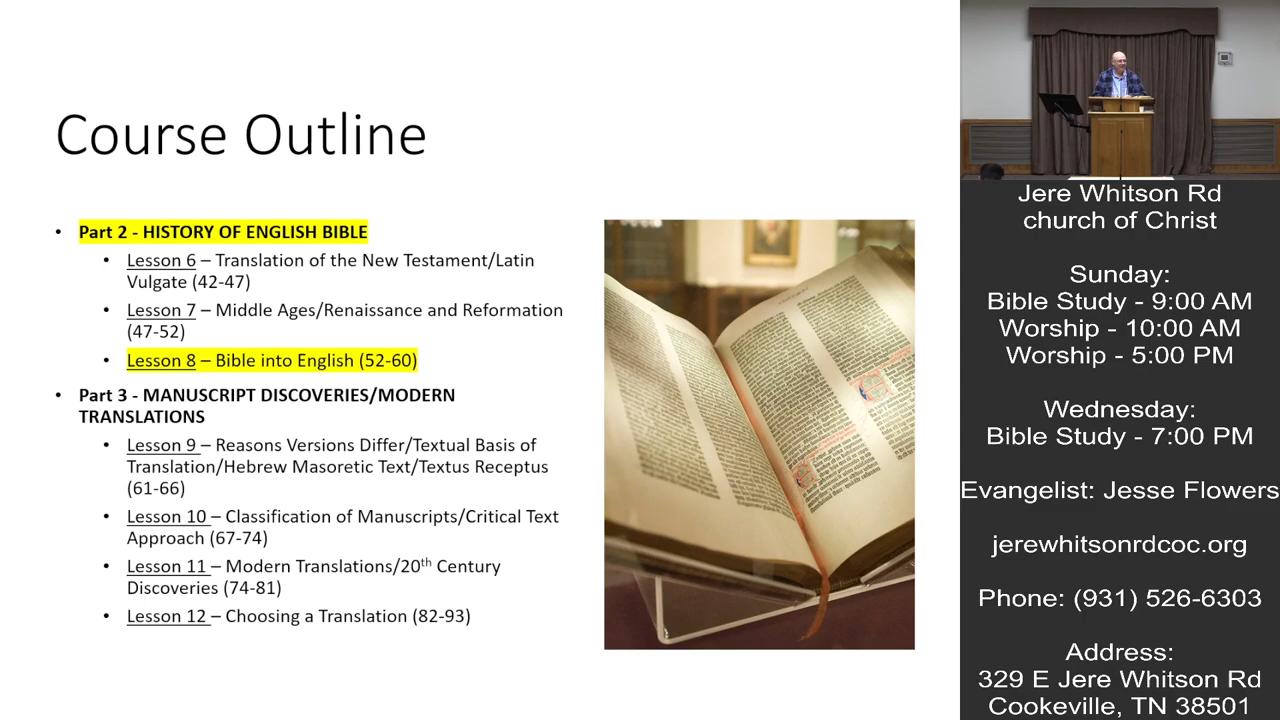 Course Outline
• Part 2 - HISTORY OF ENGLISH BIBLE
• Lesson 6 – Translation of the New Testament/Latin
Vulgate (42-47)
• Lesson 7 – Middle Ages/Renaissance and Reformation
(47-52)
• Lesson 8 – Bible into English (52-60)
• Part 3 - MANUSCRIPT DISCOVERIES/MODERN
TRANSLATIONS
• Lesson 9 – Reasons Versions Differ/Textual Basis of
Translation/Hebrew Masoretic Text/Textus Receptus
(61-66)
• Lesson 10 – Classification of Manuscripts/Critical Text
Approach (67-74)
• Lesson 11 – Modern Translations/20th Century
Discoveries (74-81)
• Lesson 12 – Choosing a Translation (82-93)
Jere Whitson Rd
church of Christ
Sunday:
Bible Study - 9:00 AM
Worship - 10:00 AM
Worship - 5:00 PM
Wednesday:
Bible Study - 7:00 PM
Evangelist: Jesse Flowers
jerewhitsonrdcoc.org
Phone: (931) 526-6303
Address:
329 E Jere Whitson Rd
Cookeville, TN 38501